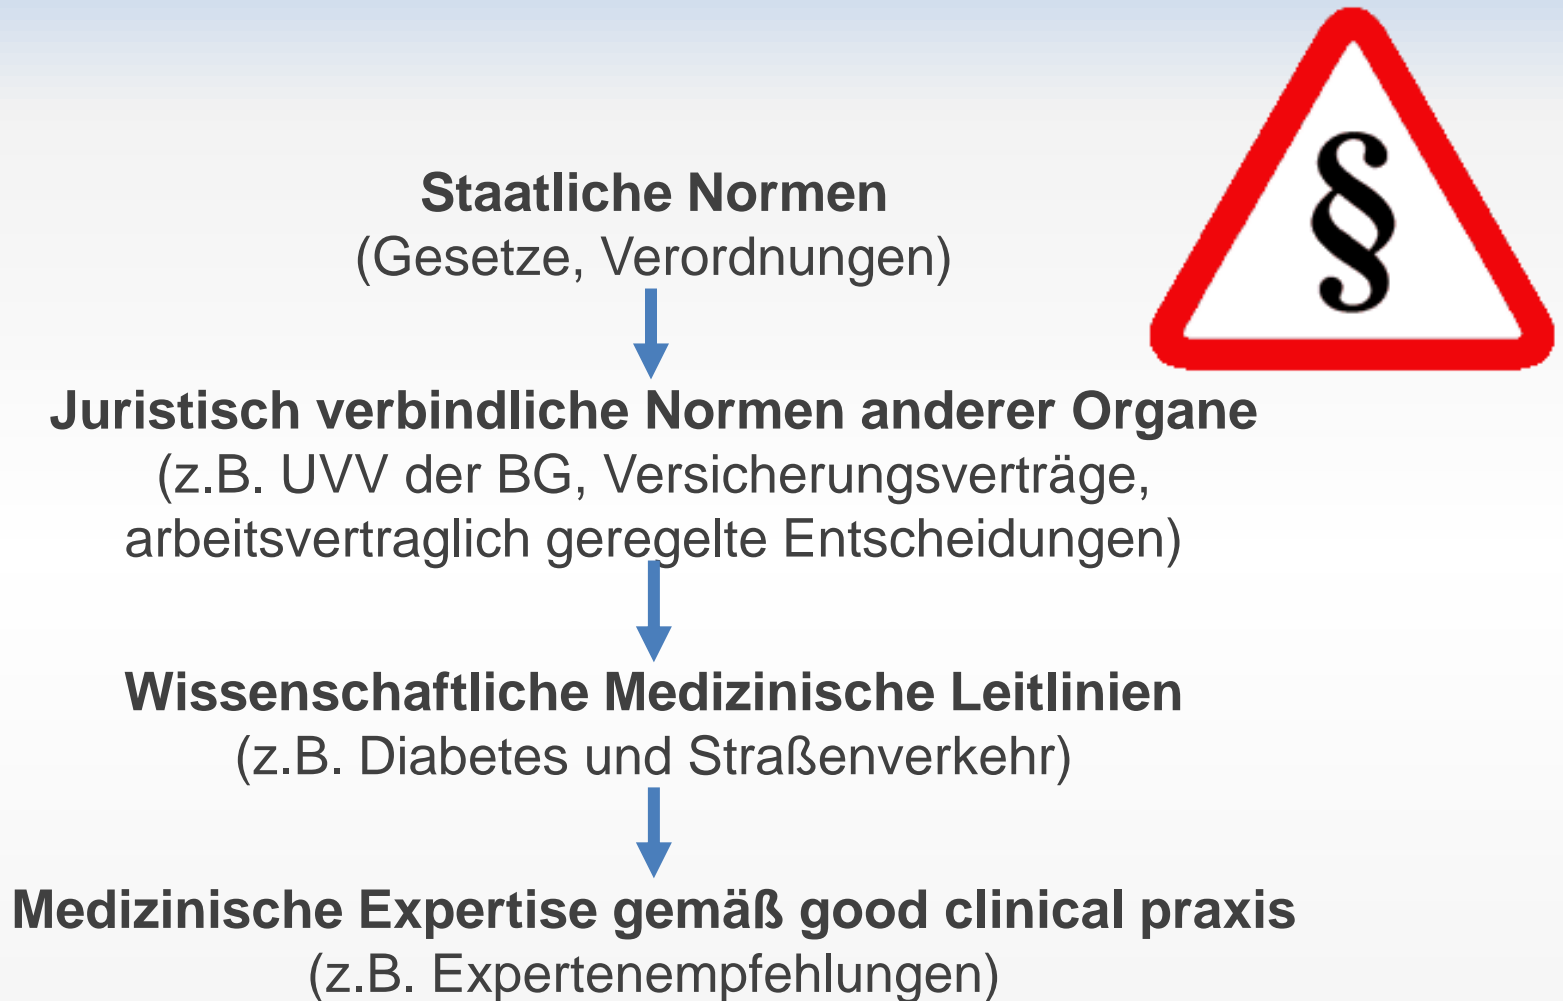 §
Staatliche Normen
(Gesetze, Verordnungen)
Juristisch verbindliche Normen anderer Organe
(z.B. UVV der BG, Versicherungsverträge,
arbeitsvertraglich geregelte Entscheidungen)
Wissenschaftliche Medizinische Leitlinien
(z.B. Diabetes und Straßenverkehr)
Medizinische Expertise gemäß good clinical praxis
(z.B. Expertenempfehlungen)